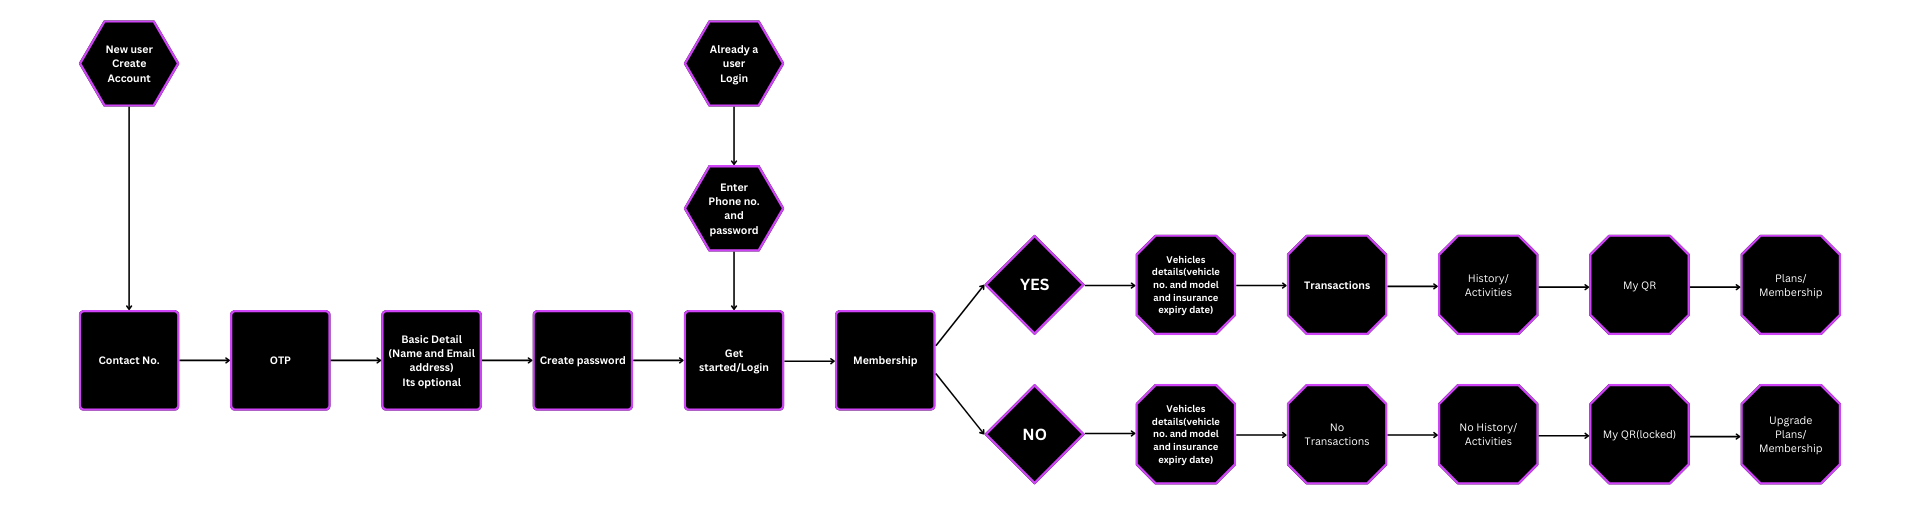 New user
Create
Account
Already a
user
Login
Enter
Phone no.
and
password
Contact No.
OTP
Basic Detail
(Name and Email
address)
Its optional
Create password
Get
started/Login
Membership
YES
Vehicles
details(vehicle
no. and model
and insurance
expiry date)
Transactions
History/
Activities
My QR
Plans/
Membership
NO
Vehicles
details(vehicle
no. and model
and insurance
expiry date)
No
Transactions
No History/
Activities
My QR(locked)
Upgrade
Plans/
Membership